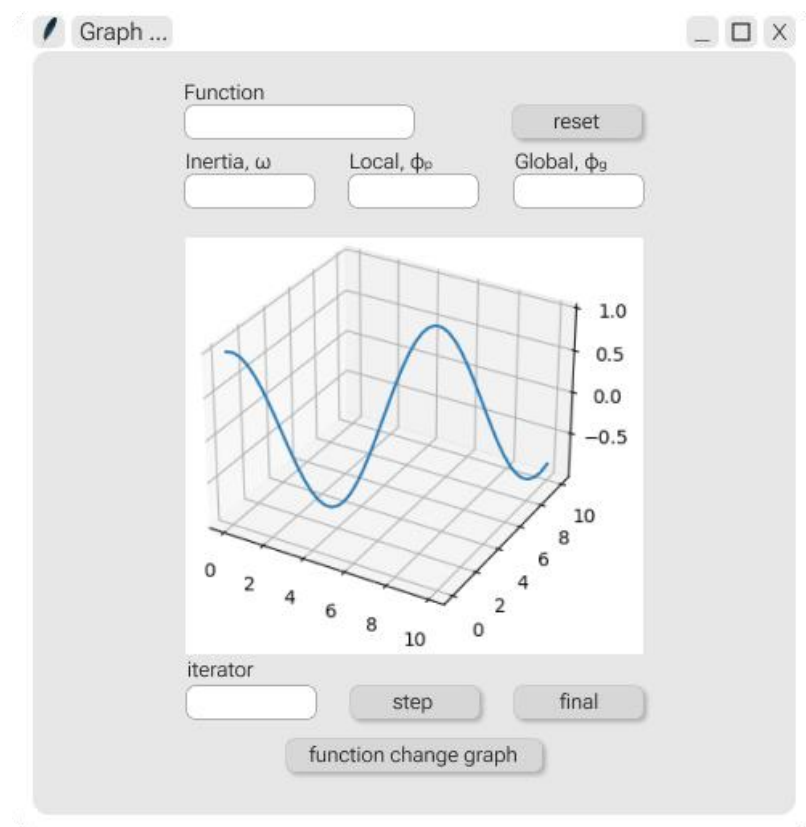 Graph ...
_ X
Function
reset
Inertia, ω Local, ϕₚ Global, ϕg
1.0
0.5
0.0
−0.5
0 2 4 6 8 10
0 2 4 6 8 10
iterator
step final
function change graph